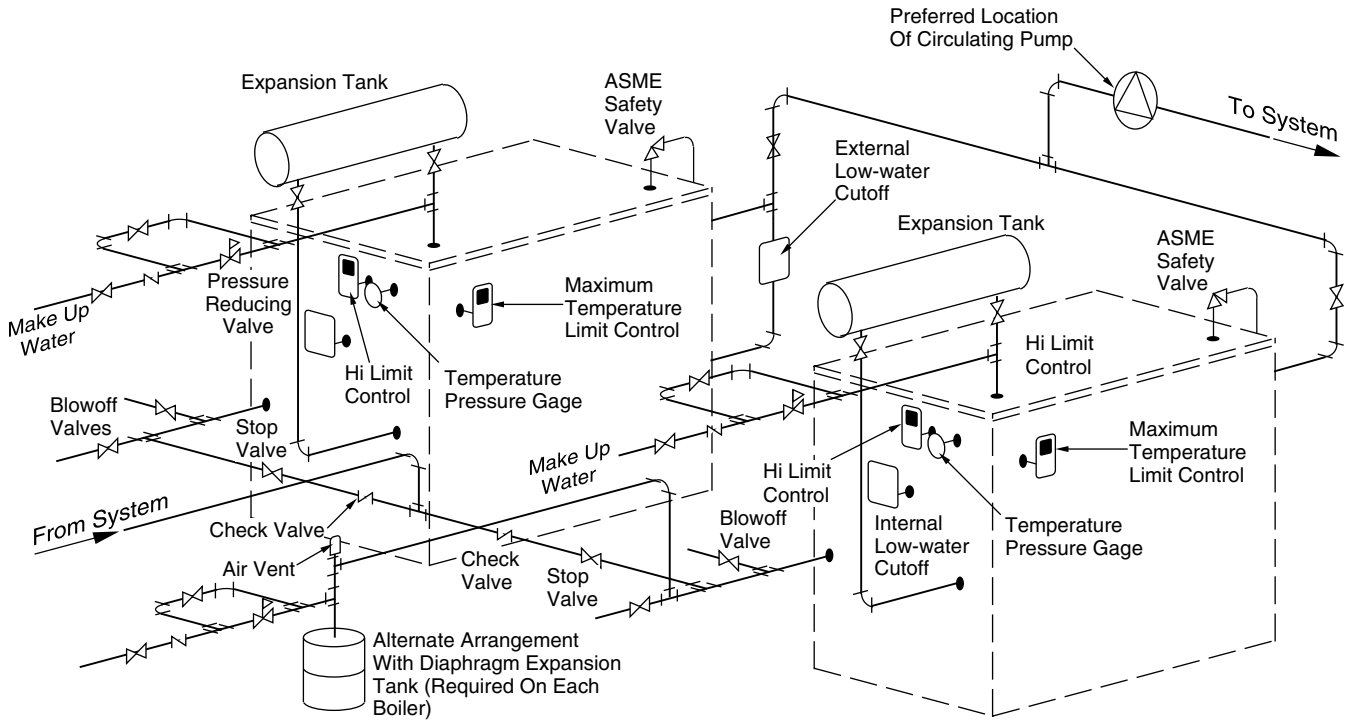 Preferred Location
Of Circulating Pump
Expansion Tank
ASME
Safety
Valve
To System
External
Low-water
Cutoff
Expansion Tank
ASME
Safety
Valve
Pressure
Reducing
Valve
Make Up
Water
Maximum
Temperature
Limit Control
Hi Limit
Control
Hi Limit
Control
Temperature
Pressure Gage
Blowoff
Valves
Stop
Valve
Make Up
Water
Hi Limit
Control
Maximum
Temperature
Limit Control
From System
Check Valve
Air Vent
Check
Valve
Stop
Valve
Blowoff
Valve
Internal
Low-water
Cutoff
Temperature
Pressure Gage
Alternate Arrangement
With Diaphragm Expansion
Tank (Required On Each
Boiler)